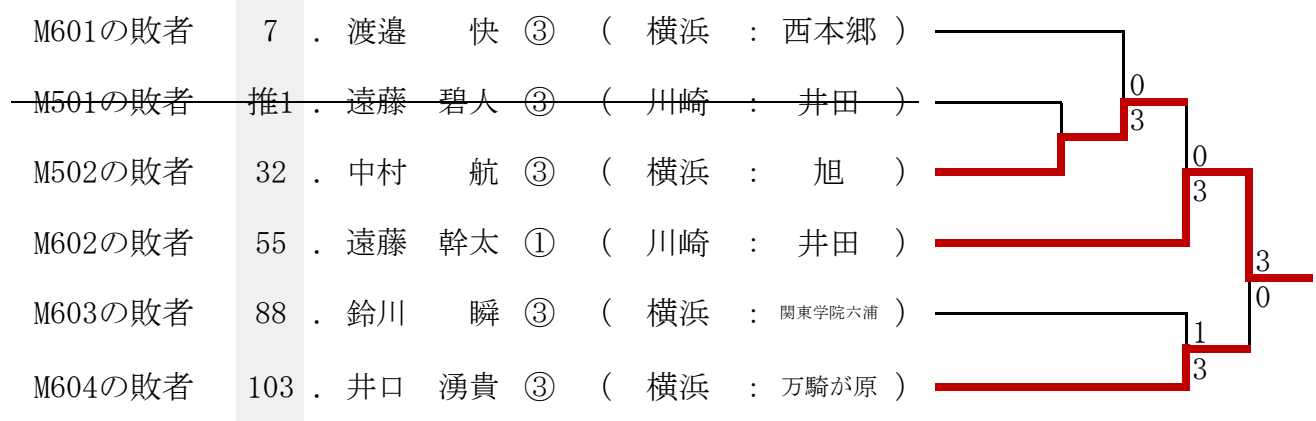 M601の敗者 7 . 渡邉 快 ③ ( 横浜 : 西本郷 )
M501の敗者 推1 . 遠藤 碧人 ③ ( 川崎 : 井田 )
0
3
M502の敗者 32 . 中村 航 ③ ( 横浜 : 旭 )
0
3
M602の敗者 55 . 遠藤 幹太 ① ( 川崎 : 井田 )
3
0
M603の敗者 88 . 鈴川 瞬 ③ ( 横浜 : 関東学院六浦 )
1
3
M604の敗者 103 . 井口 湧貴 ③ ( 横浜 : 万騎が原 )